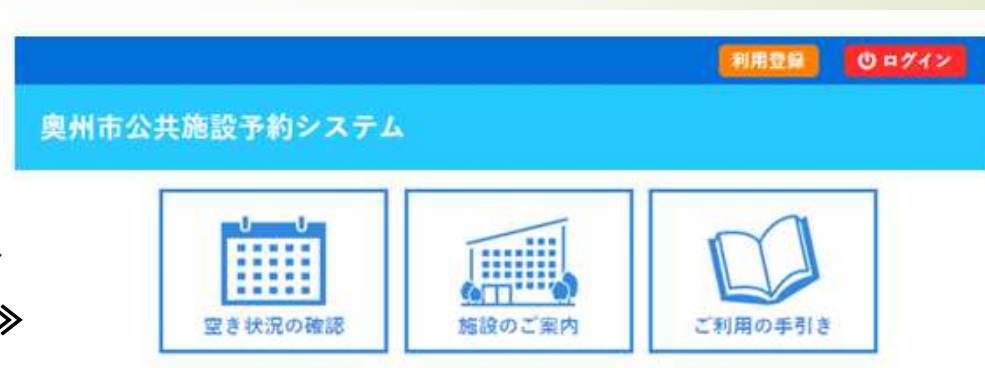 利用登録 ログイン
奥州市公共施設予約システム
空き状況の確認 施設のご案内 ご利用の手引き